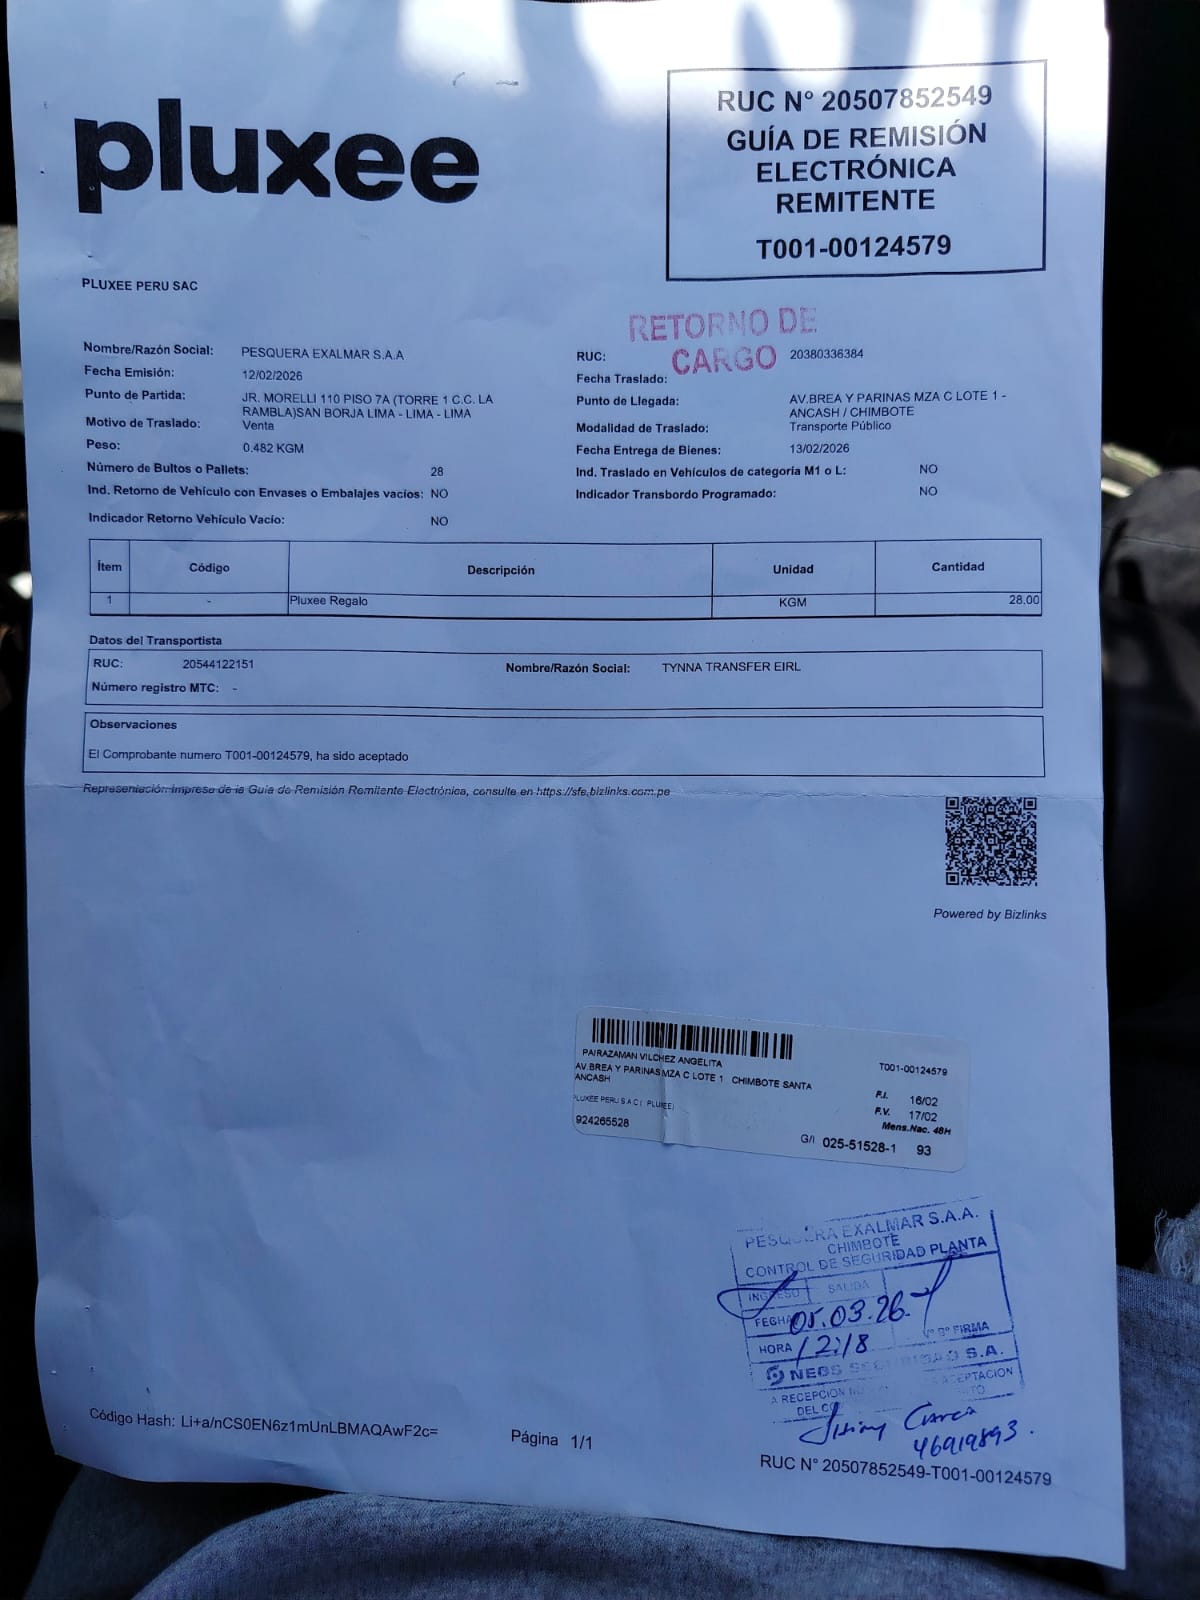 pluxee
RUC N° 20507852549
GUÍA DE REMISIÓN
ELECTRÓNICA
REMITENTE
T001-00124579
PLUXEE PERU SAC
RETORNO DE
CARGO
Nombre/Razón Social: PESQUERA EXALMAR S.A.A
RUC: 20380336384
Fecha Emisión: 12/02/2026
Fecha Traslado:
Punto de Partida: JR. MORELLI 110 PISO 7A (TORRE 1 C.C. LA
RAMBLA)SAN BORJA LIMA - LIMA - LIMA
Punto de Llegada: AV.BREA Y PARINAS MZA C LOTE 1 -
ANCASH / CHIMBOTE
Motivo de Traslado: Venta
Modalidad de Traslado: Transporte Público
Peso: 0.482 KGM
Fecha Entrega de Bienes: 13/02/2026
Número de Bultos o Pallets: 28
Ind. Traslado en Vehículos de categoría M1 o L: NO
Ind. Retorno de Vehículo con Envases o Embalajes vacíos: NO
Indicador Transbordo Programado: NO
Indicador Retorno Vehículo Vacío: NO
Ítem Código Descripción Unidad Cantidad
1 - Pluxee Regalo KGM 28.00
Datos del Transportista
RUC: 20544122151 Nombre/Razón Social: TYNNA TRANSFER EIRL
Número registro MTC: -
Observaciones
El Comprobante numero T001-00124579, ha sido aceptado
Representación Impresa de la Guía de Remisión Remitente Electrónica, consulte en https://sfe.bizlinks.com.pe
Powered by Bizlinks
PAIRAZAMAN VILCHEZ ANGELITA
T001-00124579
AV.BREA Y PARINAS MZA C LOTE 1 CHIMBOTE SANTA
ANCASH
F.I. 16/02
PLUXEE PERU S A C ( PLUXEE)
F.V. 17/02
Mens.Nac. 48H
924265528
G/I 025-51528-1 93
PESQUERA EXALMAR S.A.A.
CHIMBOTE
CONTROL DE SEGURIDAD PLANTA
INGRESO SALIDA
FECHA 05.03.26
V° B° FIRMA
HORA 12:18
NEOS SEGURIDAD S.A.
A RECEPCION ACEPTACION
DEL
García
46919893.
Código Hash: Li+a/nCS0EN6z1mUnLBMAQAwF2c=
Página 1/1
RUC N° 20507852549-T001-00124579